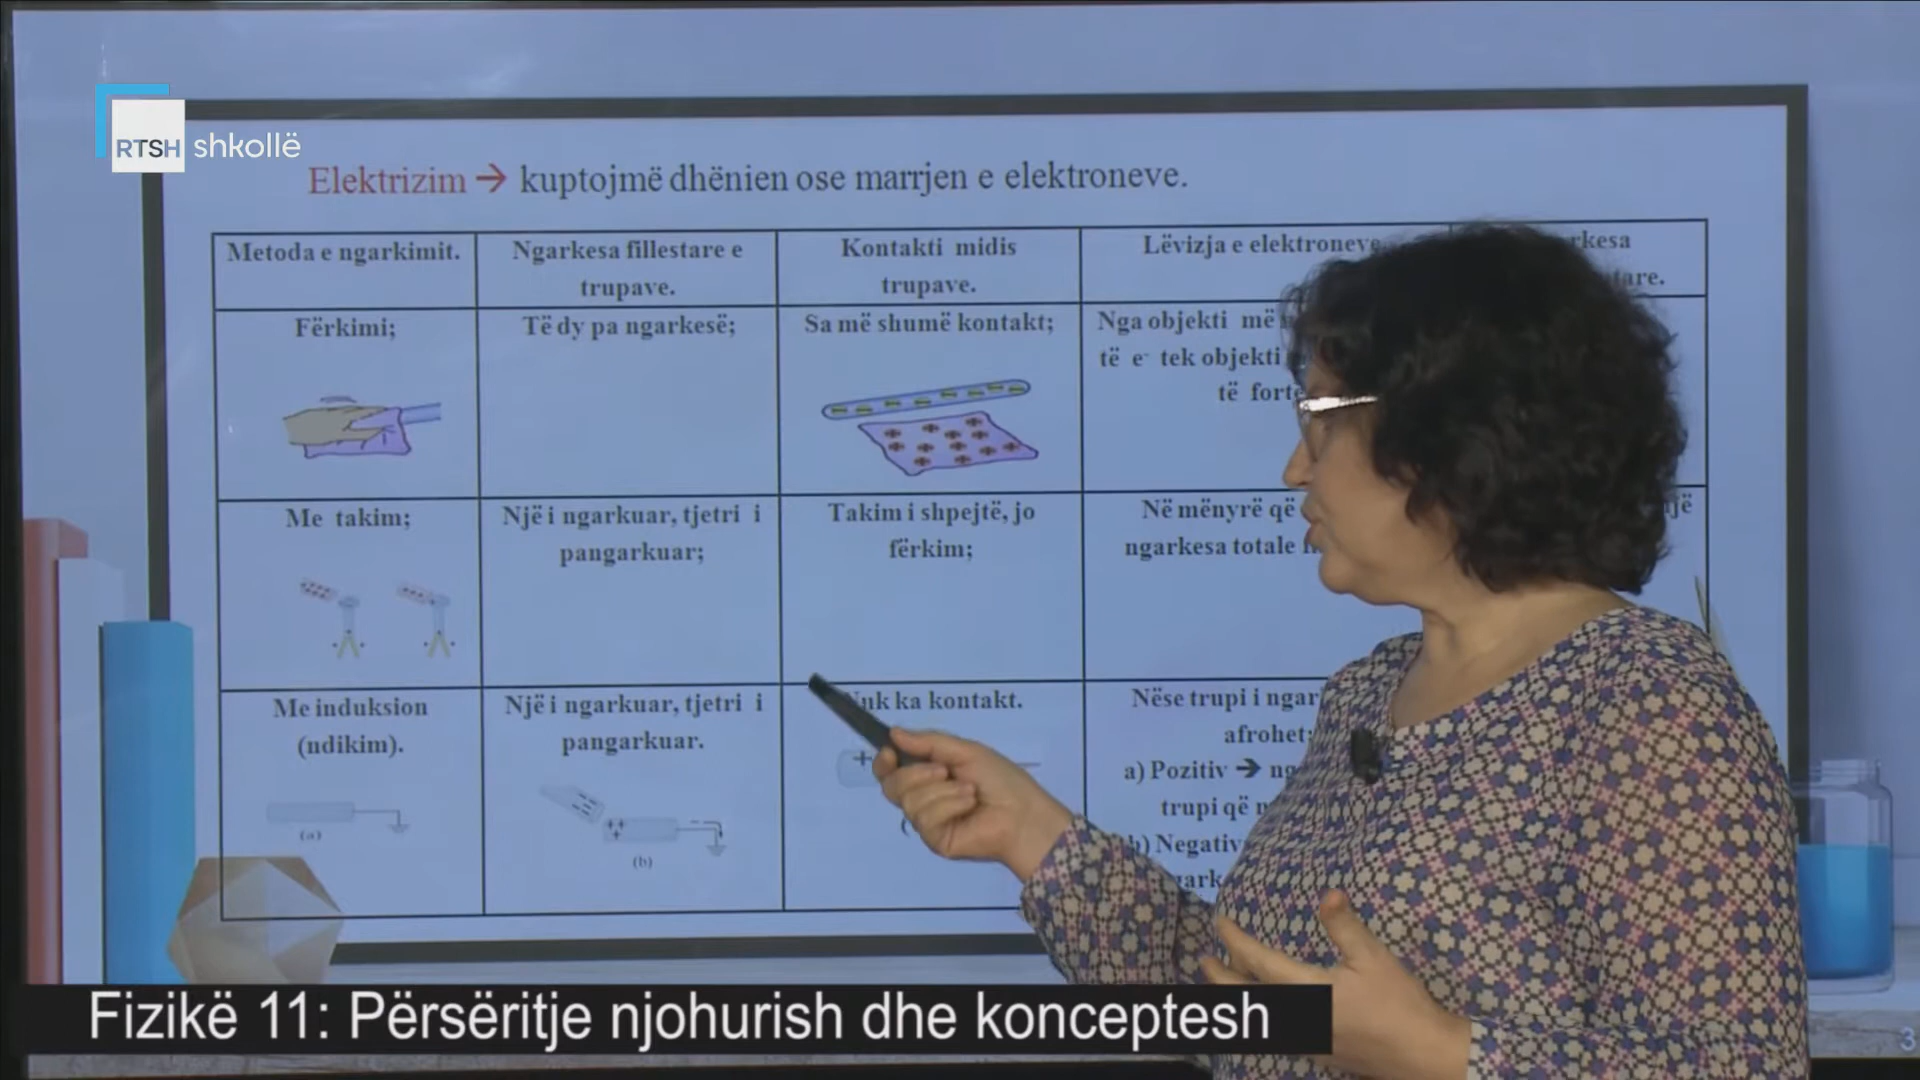 RTSH shkollë
Elektrizim → kuptojmë dhënien ose marrjen e elektroneve.
Metoda e ngarkimit.
Ngarkesa fillestare e
trupave.
Kontakti midis
trupave.
Lëvizja e elektroneve
Fërkimi;
Të dy pa ngarkesë;
Sa më shumë kontakt;
Nga objekti më
të e- tek objekti
të
Me takim;
Një i ngarkuar, tjetri i
pangarkuar;
Takim i shpejtë, jo
fërkim;
Në mënyrë që
ngarkesa totale
Me induksion
(ndikim).
(a)
Një i ngarkuar, tjetri i
pangarkuar.
(b)
ka kontakt.
Nëse trupi i
afrohet:
a) Pozitiv →
trupi që
b) Negativ
Fizikë 11: Përsëritje njohurish dhe konceptesh
3